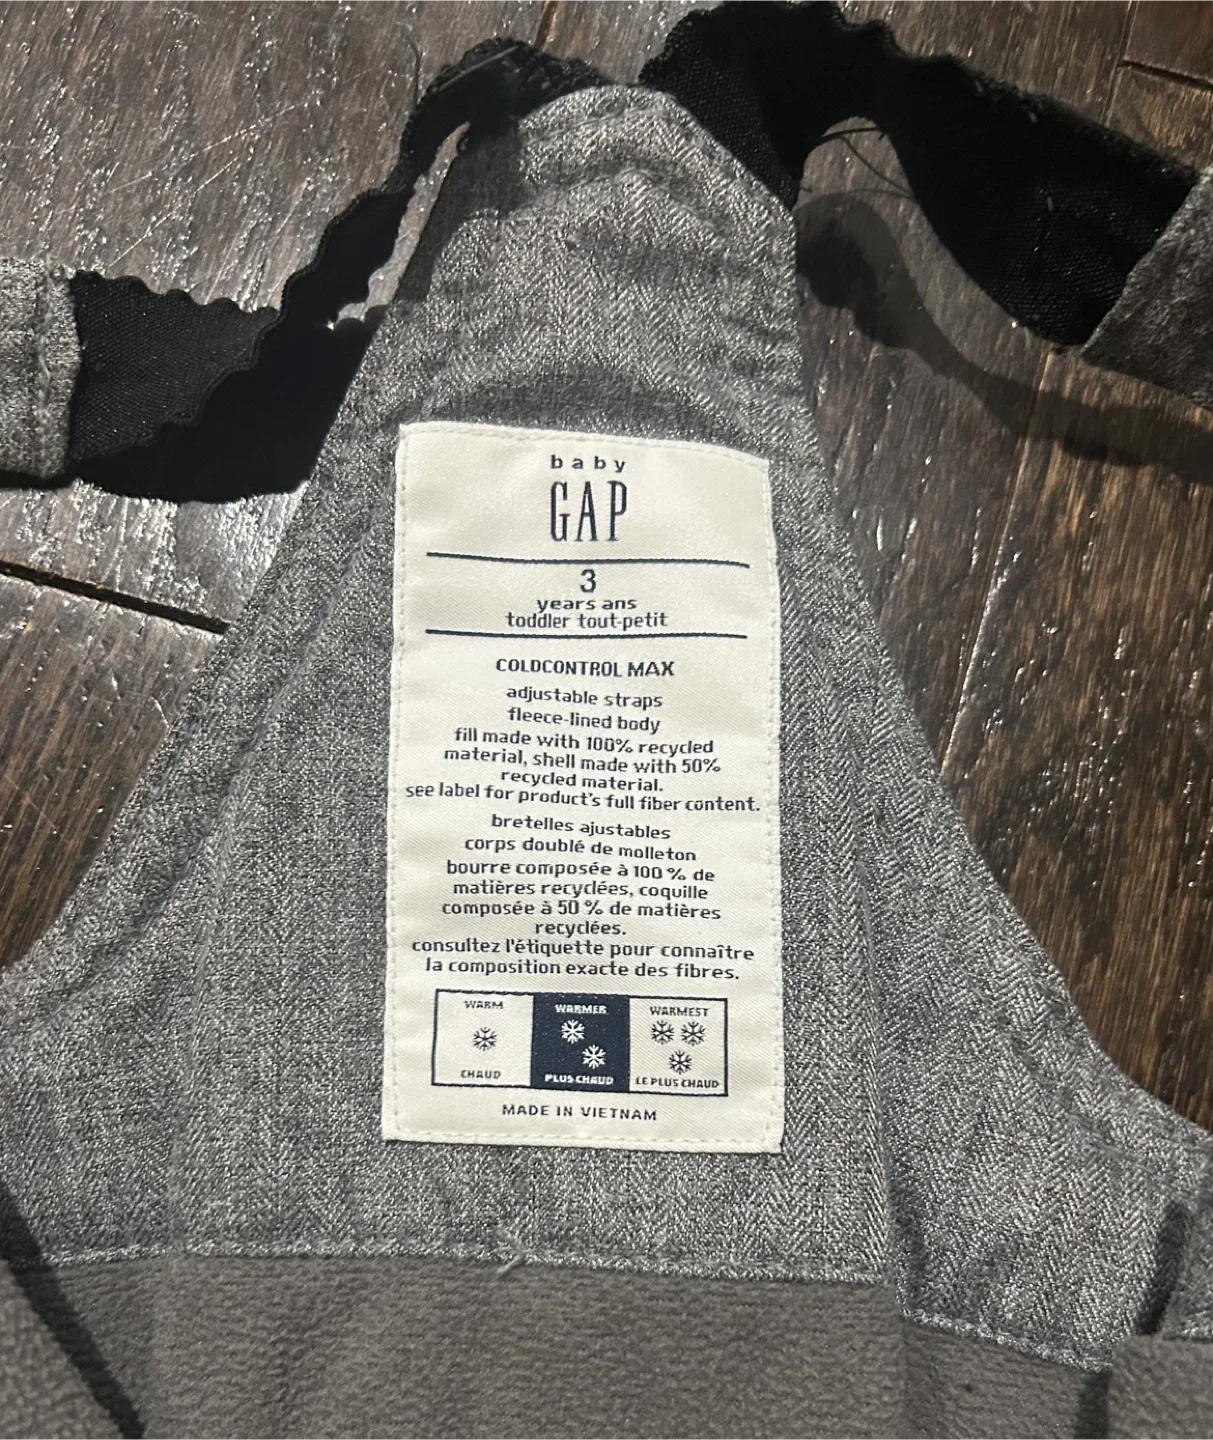 baby
GAP
3
years ans
toddler tout-petit
COLDCONTROL MAX
adjustable straps
fleece-lined body
fill made with 100% recycled
material, shell made with 50%
recycled material.
see label for product's full fiber content.
bretelles ajustables
corps doublé de molleton
bourre composée à 100 % de
matières recyclées, coquille
composée à 50 % de matières
recyclées.
consultez l'étiquette pour connaître
la composition exacte des fibres.
WARM WARMER WARMEST
CHAUD PLUS CHAUD LE PLUS CHAUD
MADE IN VIETNAM